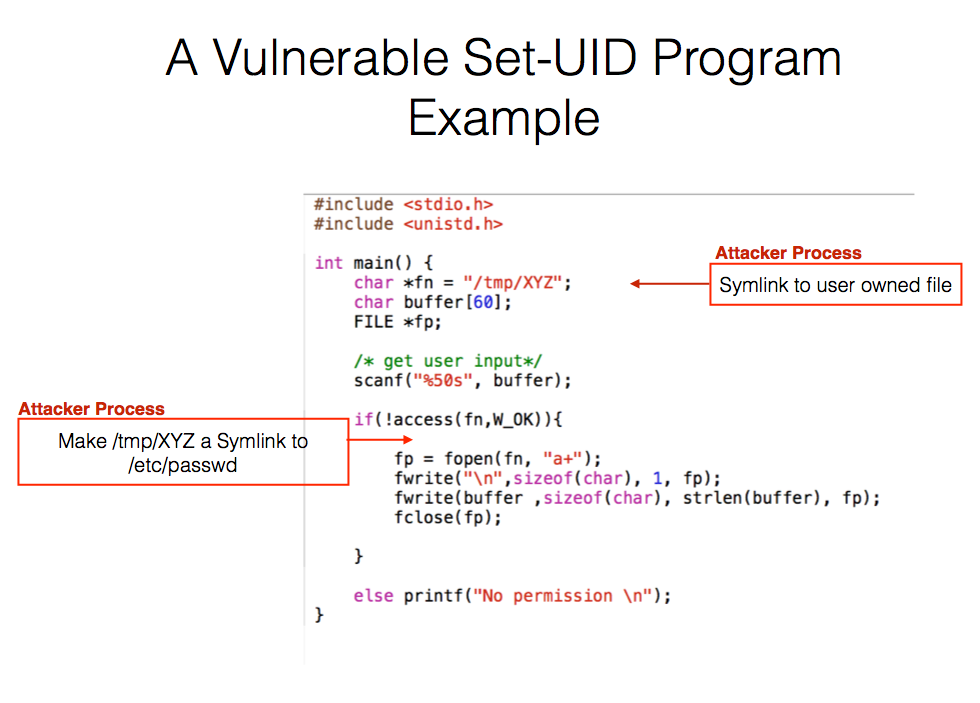 A Vulnerable Set-UID Program
Example
#include <stdio.h>
#include <unistd.h>
Attacker Process
Symlink to user owned file
int main() {
char *fn = "/tmp/XYZ";
char buffer[60];
FILE *fp;
/* get user input*/
scanf("%50s", buffer);
Attacker Process
Make /tmp/XYZ a Symlink to
/etc/passwd
if(!access(fn,W_OK)){
fp = fopen(fn, "a+");
fwrite("\n",sizeof(char), 1, fp);
fwrite(buffer ,sizeof(char), strlen(buffer), fp);
fclose(fp);
}
else printf("No permission \n");
}